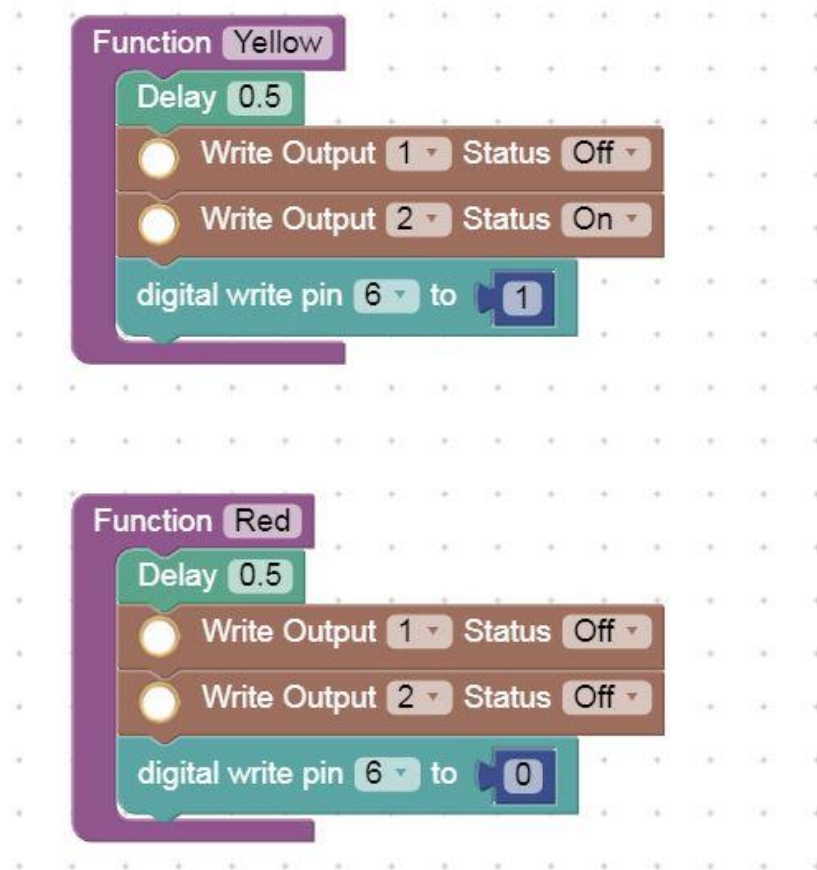 Function Yellow
Delay 0.5
Write Output 1 Status Off
Write Output 2 Status On
digital write pin 6 to 1
Function Red
Delay 0.5
Write Output 1 Status Off
Write Output 2 Status Off
digital write pin 6 to 0